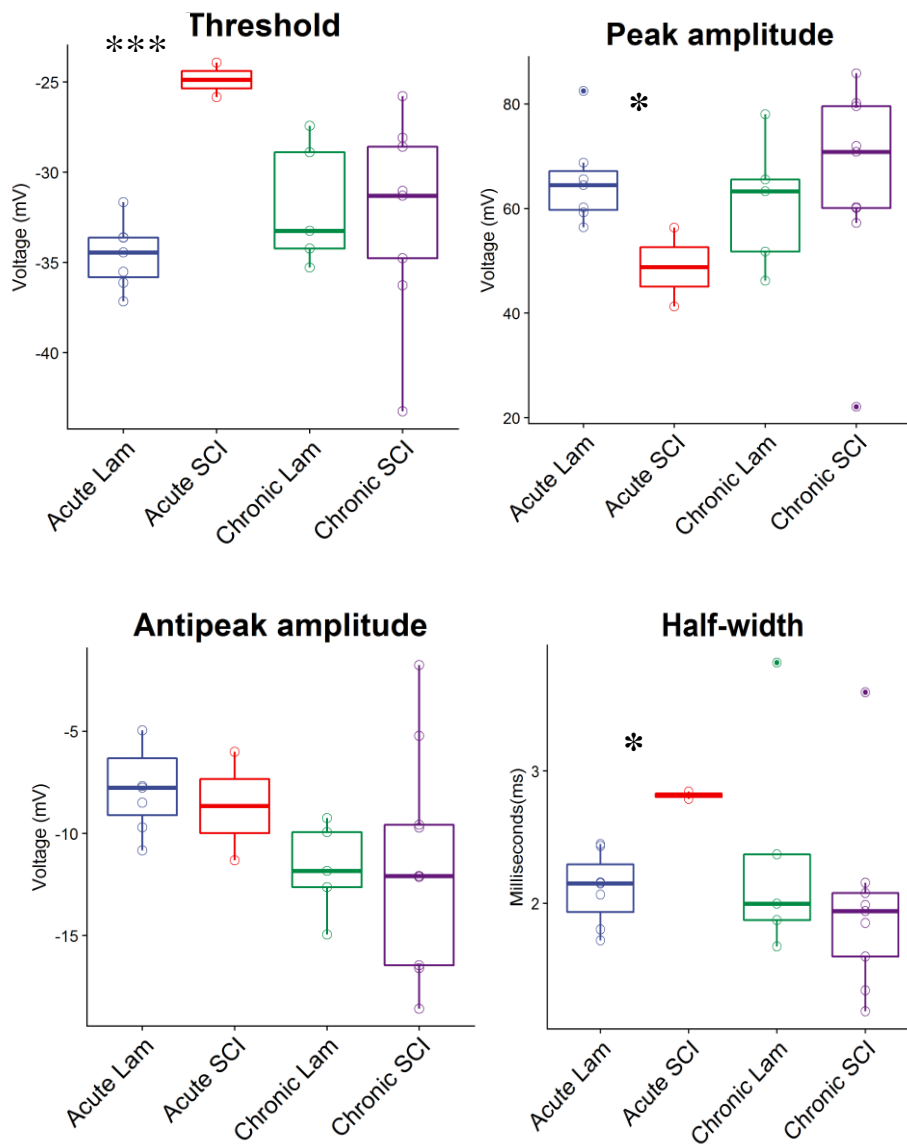 Threshold
***
Voltage (mV)
-25
-30
-35
-40
Acute Lam
Acute SCI
Chronic Lam
Chronic SCI
Peak amplitude
*
Voltage (mV)
80
60
40
20
Acute Lam
Acute SCI
Chronic Lam
Chronic SCI
Antipeak amplitude
Voltage (mV)
-5
-10
-15
Acute Lam
Acute SCI
Chronic Lam
Chronic SCI
Half-width
*
Milliseconds(ms)
3
2
Acute Lam
Acute SCI
Chronic Lam
Chronic SCI